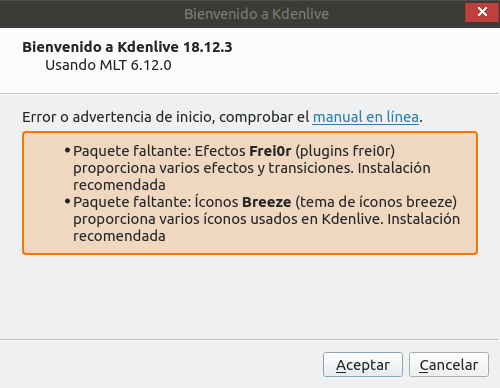 Bienvenido a Kdenlive
Bienvenido a Kdenlive 18.12.3
Usando MLT 6.12.0
Error o advertencia de inicio, comprobar el manual en línea.
• Paquete faltante: Efectos Frei0r (plugins frei0r)
proporciona varios efectos y transiciones. Instalación
recomendada
• Paquete faltante: Íconos Breeze (tema de íconos breeze)
proporciona varios íconos usados en Kdenlive. Instalación
recomendada
Aceptar
Cancelar